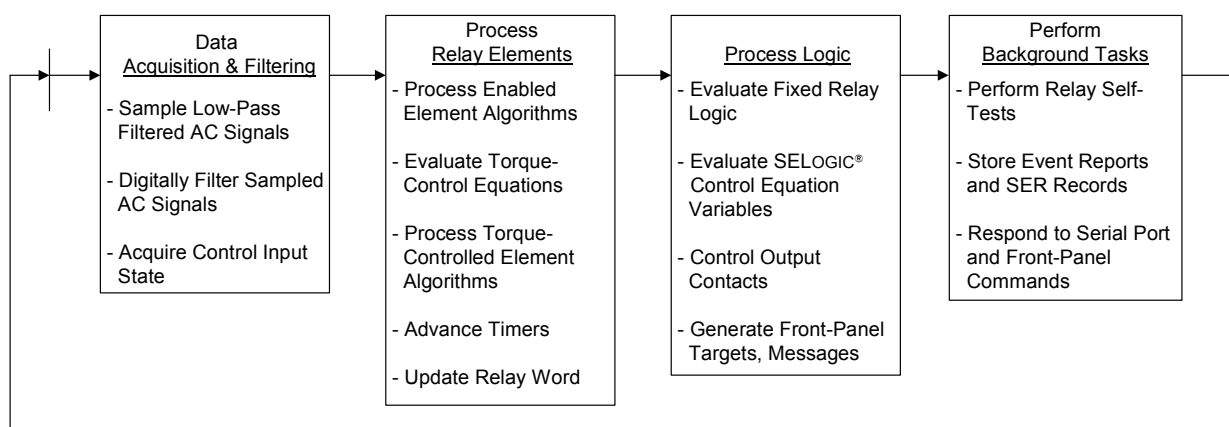 Data
Acquisition & Filtering
- Sample Low-Pass
Filtered AC Signals
- Digitally Filter Sampled
AC Signals
- Acquire Control Input
State
Process
Relay Elements
- Process Enabled
Element Algorithms
- Evaluate Torque-
Control Equations
- Process Torque-
Controlled Element
Algorithms
- Advance Timers
- Update Relay Word
Process Logic
- Evaluate Fixed Relay
Logic
- Evaluate SELOGIC®
Control Equation
Variables
- Control Output
Contacts
- Generate Front-Panel
Targets, Messages
Perform
Background Tasks
- Perform Relay Self-
Tests
- Store Event Reports
and SER Records
- Respond to Serial Port
and Front-Panel
Commands